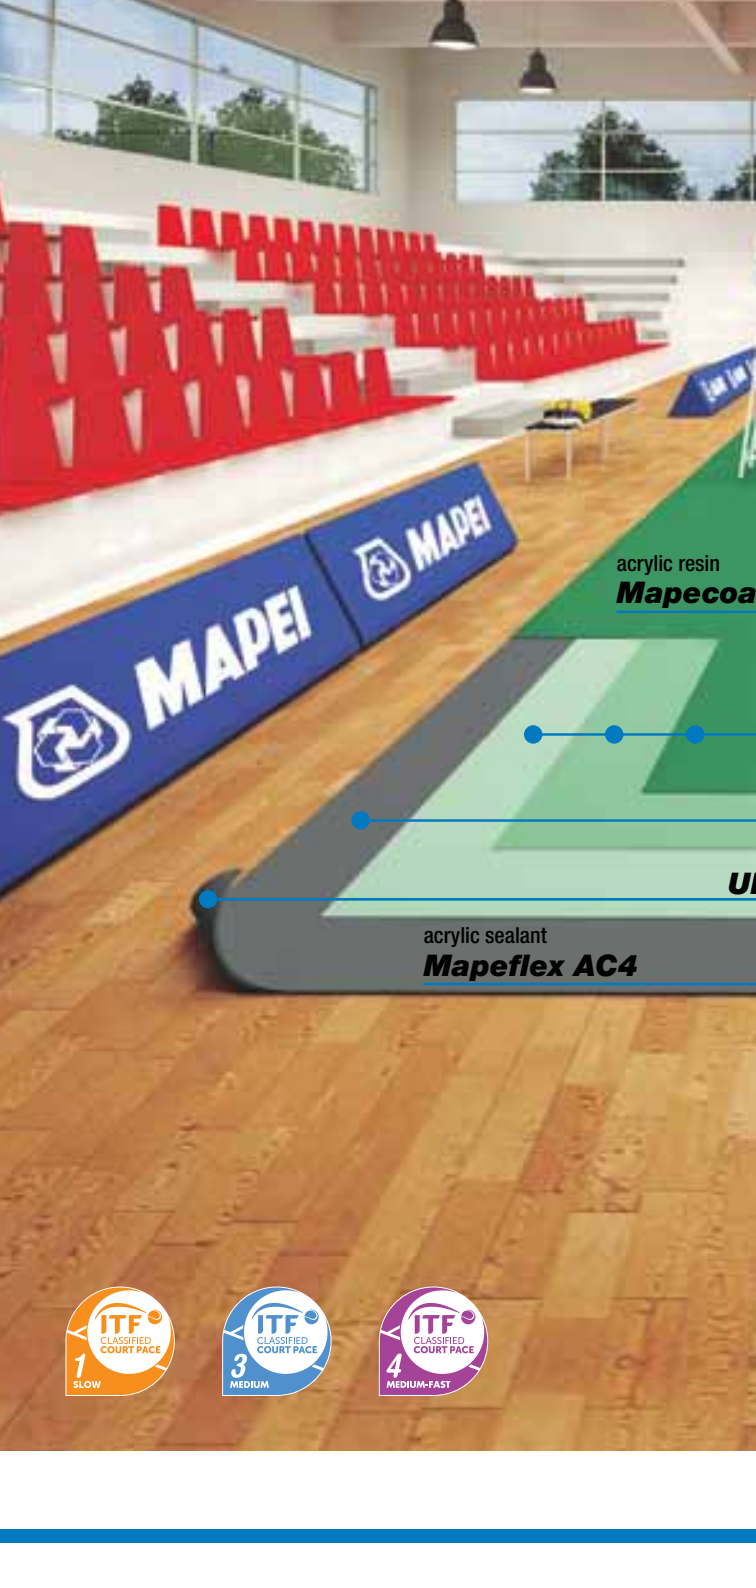 MAPEI
MAPEI
acrylic resin
Mapecoa
acrylic sealant
Mapeflex AC4
ITF
CLASSIFIED
COURT PACE
1
SLOW
ITF
CLASSIFIED
COURT PACE
3
MEDIUM
ITF
CLASSIFIED
COURT PACE
4
MEDIUM-FAST